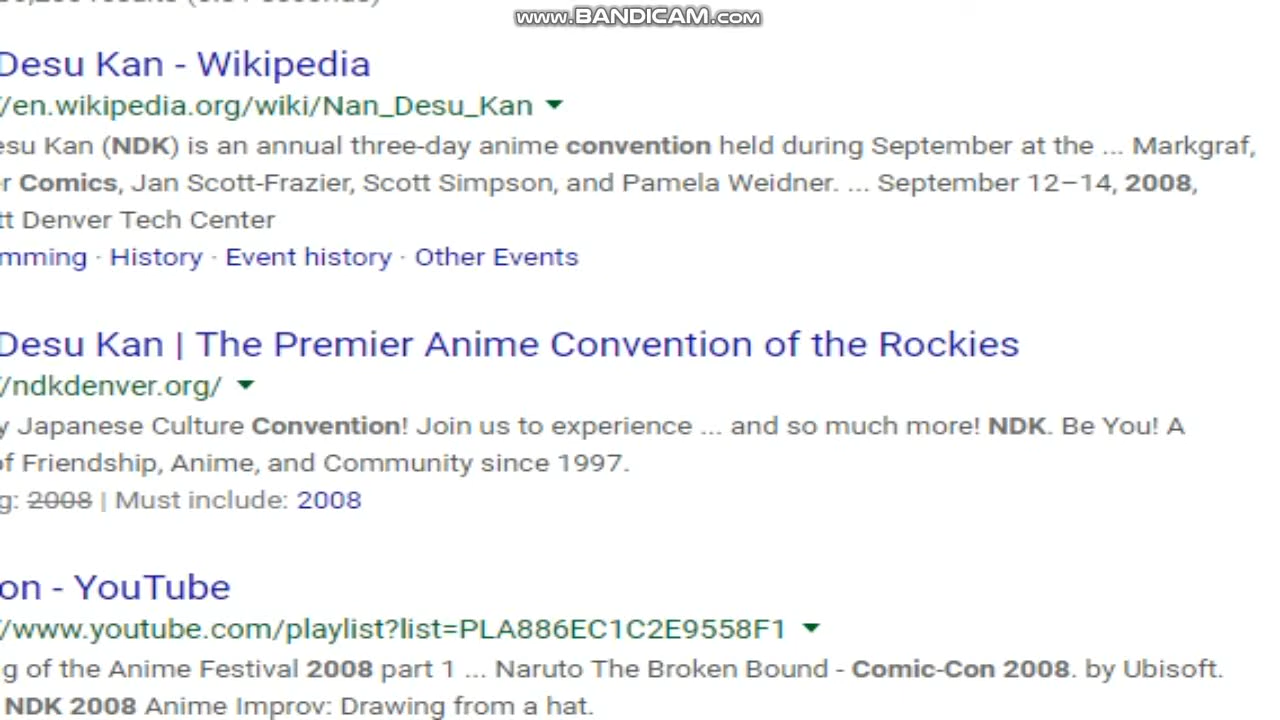 www.BANDICAM.com
Desu Kan - Wikipedia
/en.wikipedia.org/wiki/Nan_Desu_Kan
esu Kan (NDK) is an annual three-day anime convention held during September at the ... Markgraf,
r Comics, Jan Scott-Frazier, Scott Simpson, and Pamela Weidner. ... September 12–14, 2008,
tt Denver Tech Center
mming · History · Event history · Other Events
Desu Kan | The Premier Anime Convention of the Rockies
/ndkdenver.org/
y Japanese Culture Convention! Join us to experience ... and so much more! NDK. Be You! A
of Friendship, Anime, and Community since 1997.
g: 2008 | Must include: 2008
on - YouTube
/www.youtube.com/playlist?list=PLA886EC1C2E9558F1
g of the Anime Festival 2008 part 1 ... Naruto The Broken Bound - Comic-Con 2008. by Ubisoft.
NDK 2008 Anime Improv: Drawing from a hat.